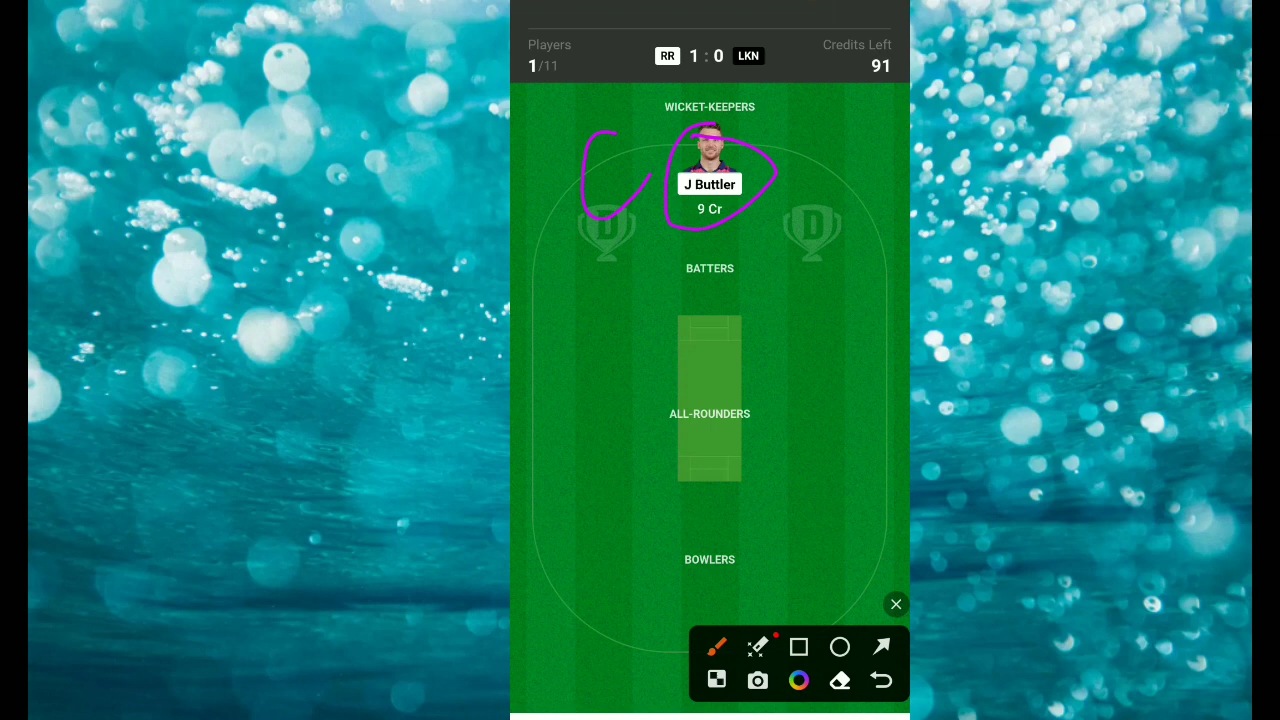 Players
1/11
RR 1 : 0 LKN
Credits Left
91
WICKET-KEEPERS
C
J Buttler
9 Cr
D D
BATTERS
ALL-ROUNDERS
BOWLERS